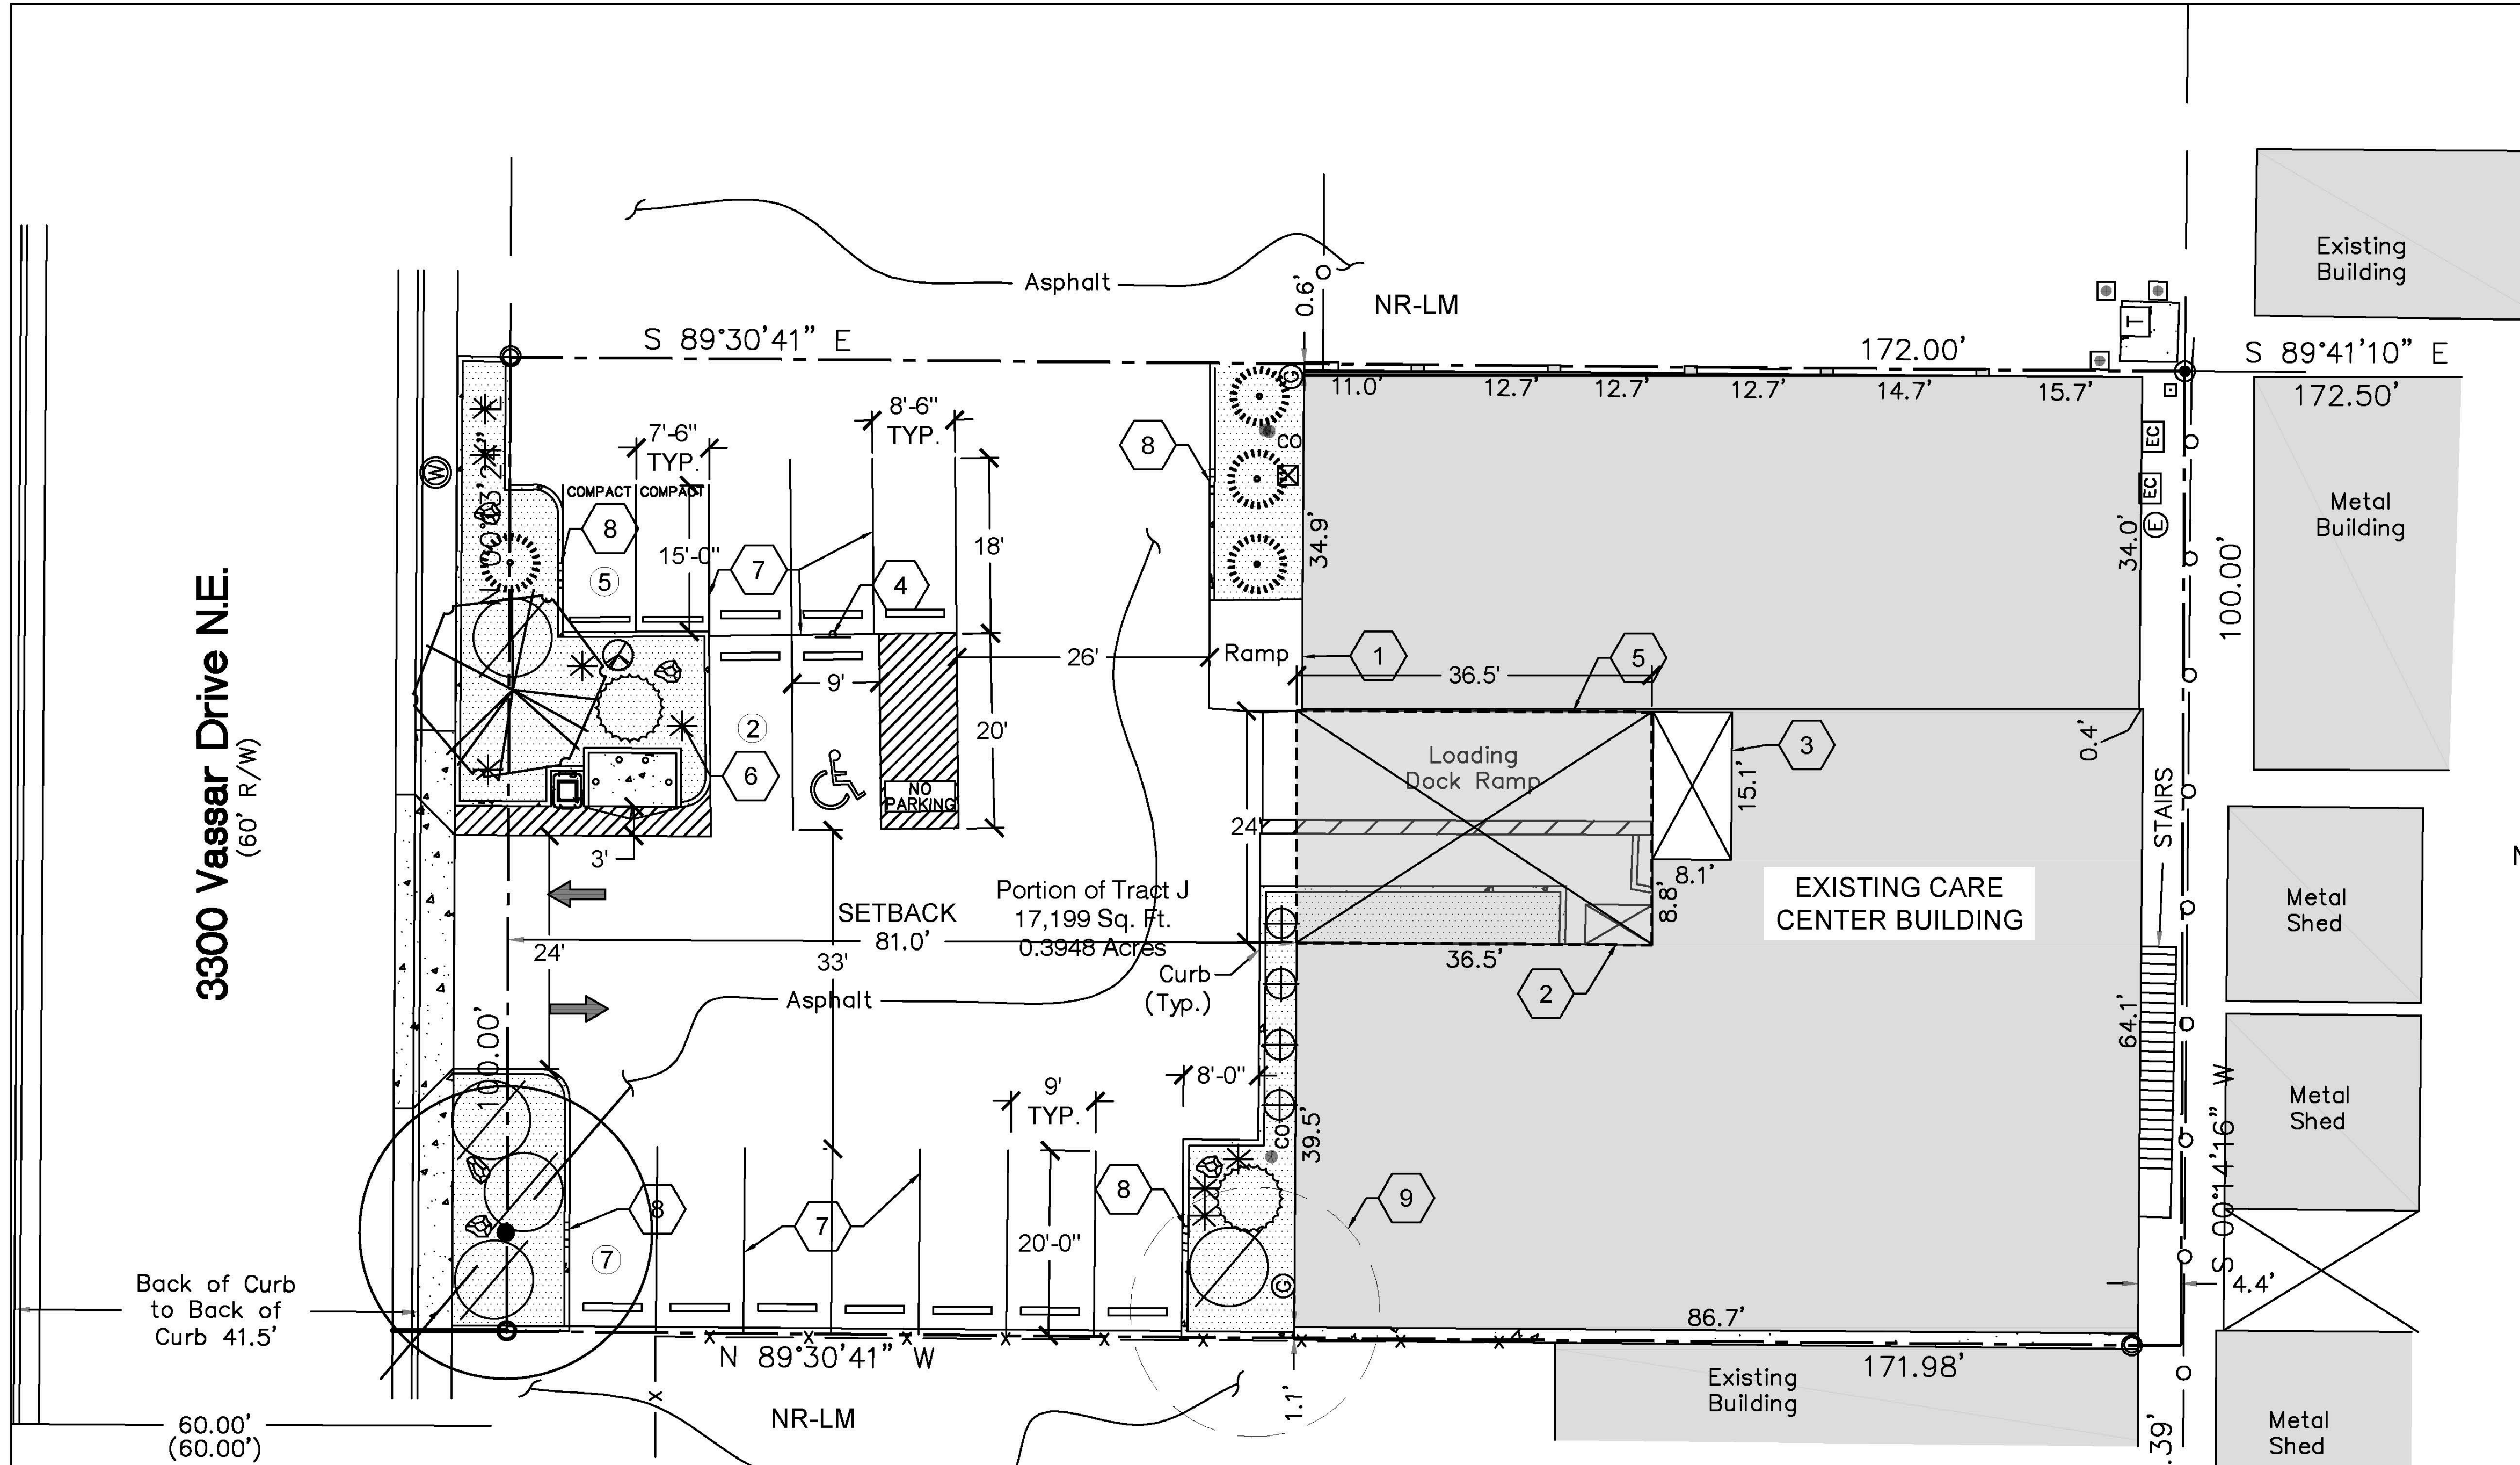 Existing
Building
Asphalt
0.6'
NR-LM
T
S 89°30'41" E
172.00'
S 89°41'10" E
172.50'
11.0'
12.7'
12.7'
12.7'
14.7'
15.7'
G
8'-6"
TYP.
7'-6"
TYP.
8
CO
W
COMPACT
COMPACT
8
15'-0"
5
7
4
18'
34.9'
34.0'
EC
EC
E
Metal
Building
100.00'
3300 Vassar Drive N.E.
(60' R/W)
26'
Ramp
1
5
36.5'
9'
2
20'
6
NO
PARKING
3'
Loading
Dock Ramp
3
15.1'
0.4'
STAIRS
24'
8.1'
8.8'
EXISTING CARE
CENTER BUILDING
Metal
Shed
Portion of Tract J
17,199 Sq. Ft.
0.3948 Acres
SETBACK
81.0'
24'
33'
36.5'
Curb
(Typ.)
2
Asphalt
100.00'
64.1'
Metal
Shed
S 00°14'16" W
8'-0"
9'
TYP.
CO
39.5'
8
9
8
7
20'-0"
7
G
Back of Curb
to Back of
Curb 41.5'
4.4'
86.7'
N 89°30'41" W
171.98'
Existing
Building
1.1'
NR-LM
60.00'
(60.00')
Metal
Shed
.39'